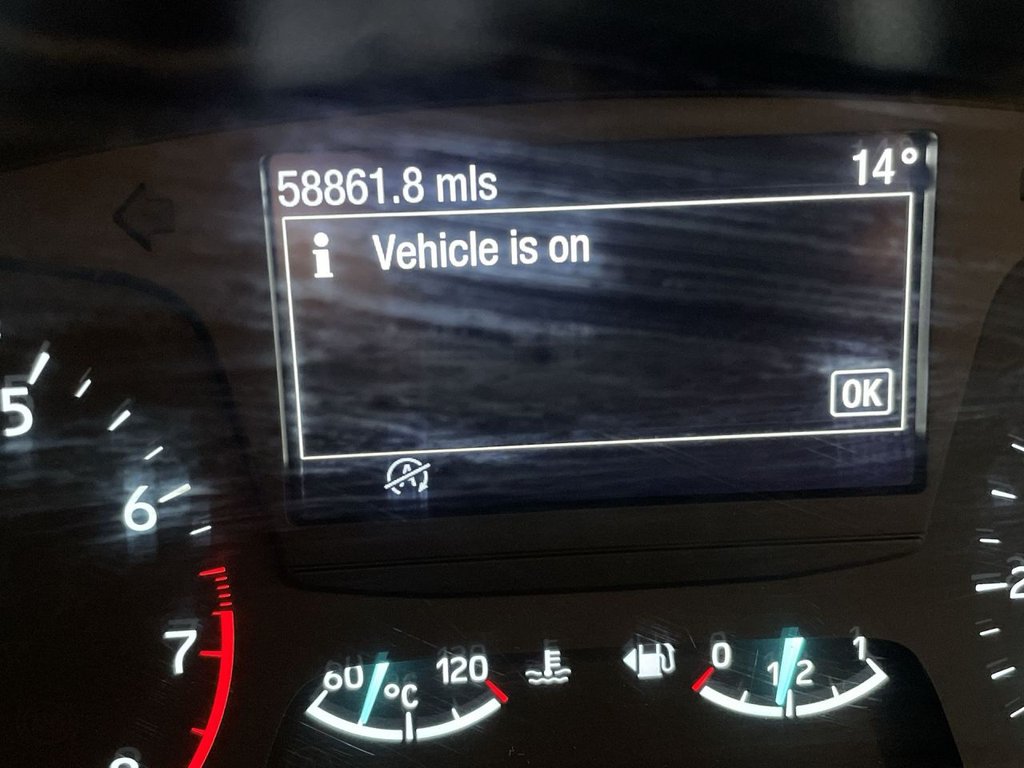 58861.8 mls
14°
i Vehicle is on
OK
A
5
6
7
60 °C 120
0 1/2 1